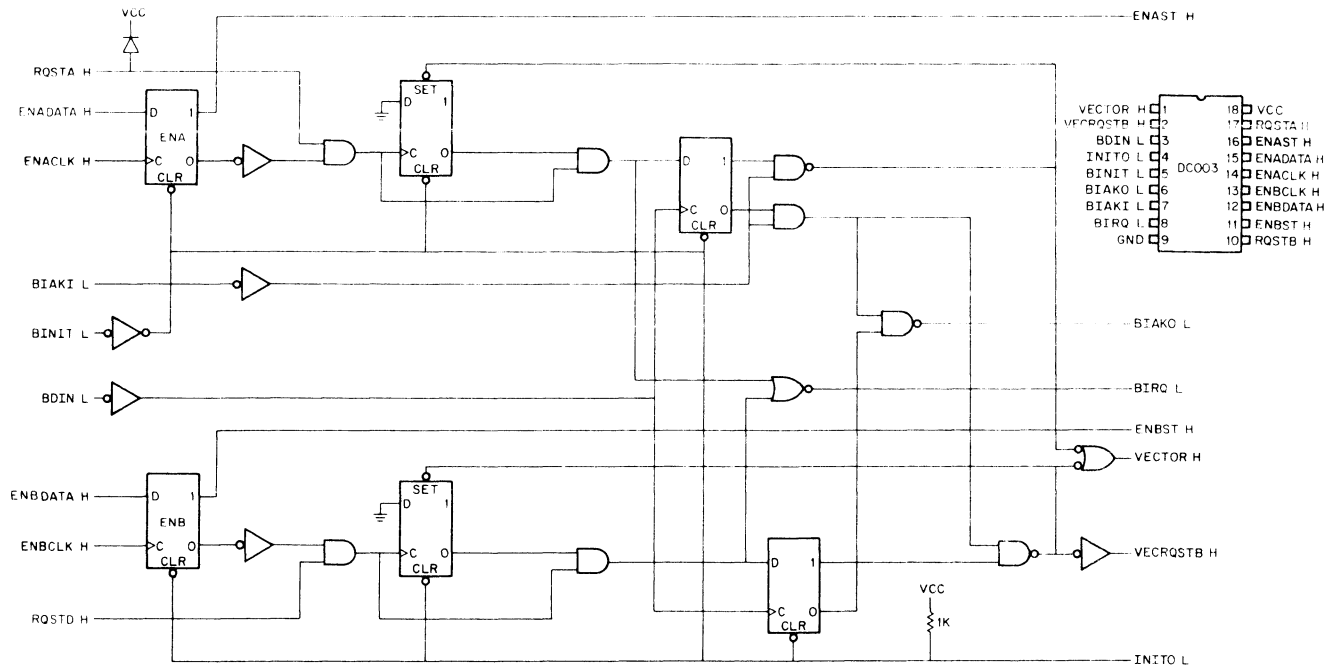 VCC
ENAST H
RQSTA H
SET
D 1
ENADATA H
D 1
ENA
ENACLK H
C 0
CLR
C 0
CLR
D 1
C 0
CLR
VECTOR H 1 18 VCC
VECRQSTB H 2 17 RQSTA H
BDIN L 3 16 ENAST H
INITO L 4 15 ENADATA H
BINIT L 5 DC003 14 ENACLK H
BIAKO L 6 13 ENBCLK H
BIAKI L 7 12 ENBDATA H
BIRQ L 8 11 ENBST H
GND 9 10 RQSTB H
BIAKI L
BINIT L
BIAKO L
BIRQ L
BDIN L
ENBST H
VECTOR H
SET
D 1
ENBDATA H
D 1
ENB
ENBCLK H
C 0
CLR
C 0
CLR
VECRQSTB H
D 1
C 0
CLR
VCC
1K
RQSTD H
INITO L